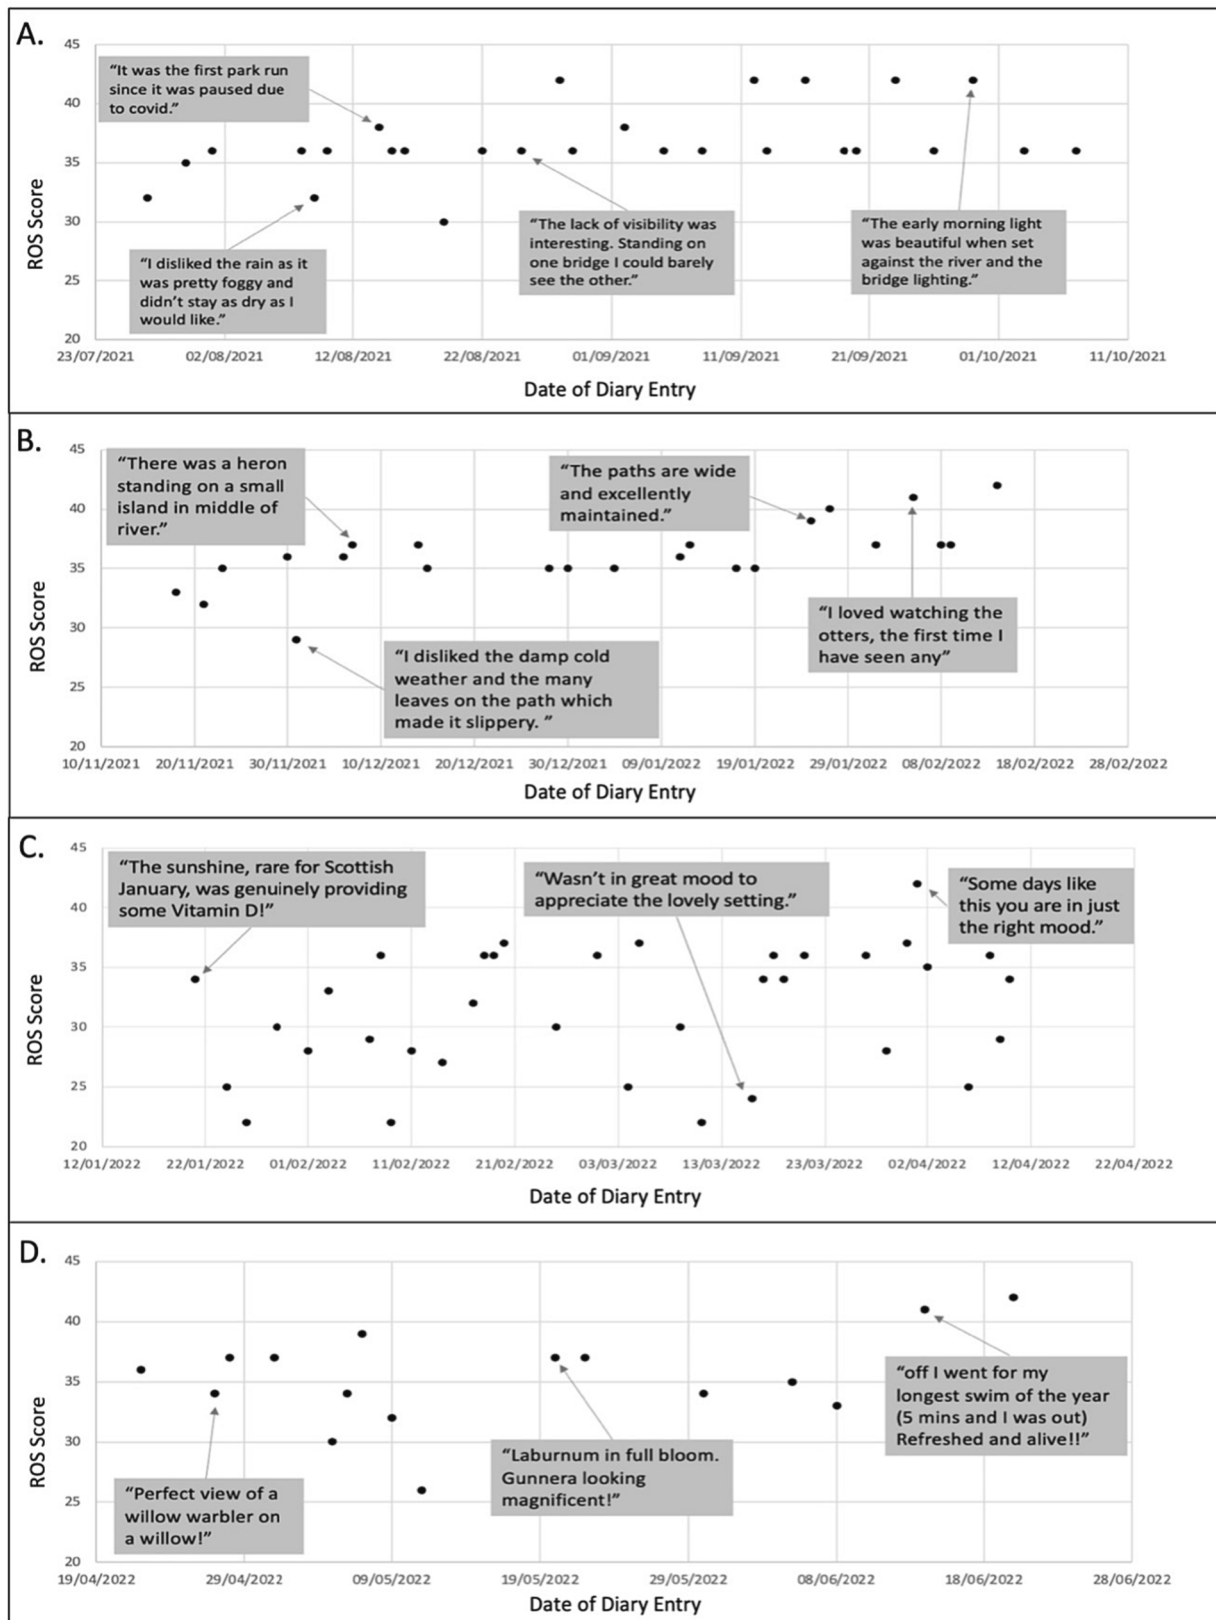 A.
45
40
35
30
25
20
ROS Score
“It was the first park run
since it was paused due
to covid.”
“I disliked the rain as it
was pretty foggy and
didn’t stay as dry as I
would like.”
“The lack of visibility was
interesting. Standing on
one bridge I could barely
see the other.”
“The early morning light
was beautiful when set
against the river and the
bridge lighting.”
23/07/2021 02/08/2021 12/08/2021 22/08/2021 01/09/2021 11/09/2021 21/09/2021 01/10/2021 11/10/2021
Date of Diary Entry
B.
45
40
35
30
25
20
ROS Score
“There was a heron
standing on a small
island in middle of
river.”
“The paths are wide
and excellently
maintained.”
“I disliked the damp cold
weather and the many
leaves on the path which
made it slippery. ”
“I loved watching the
otters, the first time I
have seen any”
10/11/2021 20/11/2021 30/11/2021 10/12/2021 20/12/2021 30/12/2021 09/01/2022 19/01/2022 29/01/2022 08/02/2022 18/02/2022 28/02/2022
Date of Diary Entry
C.
45
40
35
30
25
20
ROS Score
“The sunshine, rare for Scottish
January, was genuinely providing
some Vitamin D!”
“Wasn’t in great mood to
appreciate the lovely setting.”
“Some days like
this you are in just
the right mood.”
12/01/2022 22/01/2022 01/02/2022 11/02/2022 21/02/2022 03/03/2022 13/03/2022 23/03/2022 02/04/2022 12/04/2022 22/04/2022
Date of Diary Entry
D.
45
40
35
30
25
20
ROS Score
“Perfect view of a
willow warbler on
a willow!”
“Laburnum in full bloom.
Gunnera looking
magnificent!”
“off I went for my
longest swim of the year
(5 mins and I was out)
Refreshed and alive!!”
19/04/2022 29/04/2022 09/05/2022 19/05/2022 29/05/2022 08/06/2022 18/06/2022 28/06/2022
Date of Diary Entry